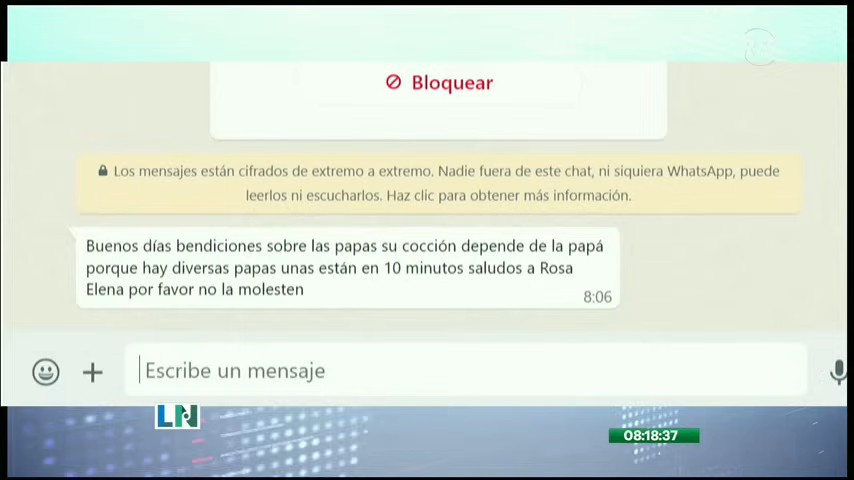 Bloquear
Los mensajes están cifrados de extremo a extremo. Nadie fuera de este chat, ni siquiera WhatsApp, puede
leerlos ni escucharlos. Haz clic para obtener más información.
Buenos días bendiciones sobre las papas su cocción depende de la papá
porque hay diversas papas unas están en 10 minutos saludos a Rosa
Elena por favor no la molesten
8:06
Escribe un mensaje
LN
08:18:37